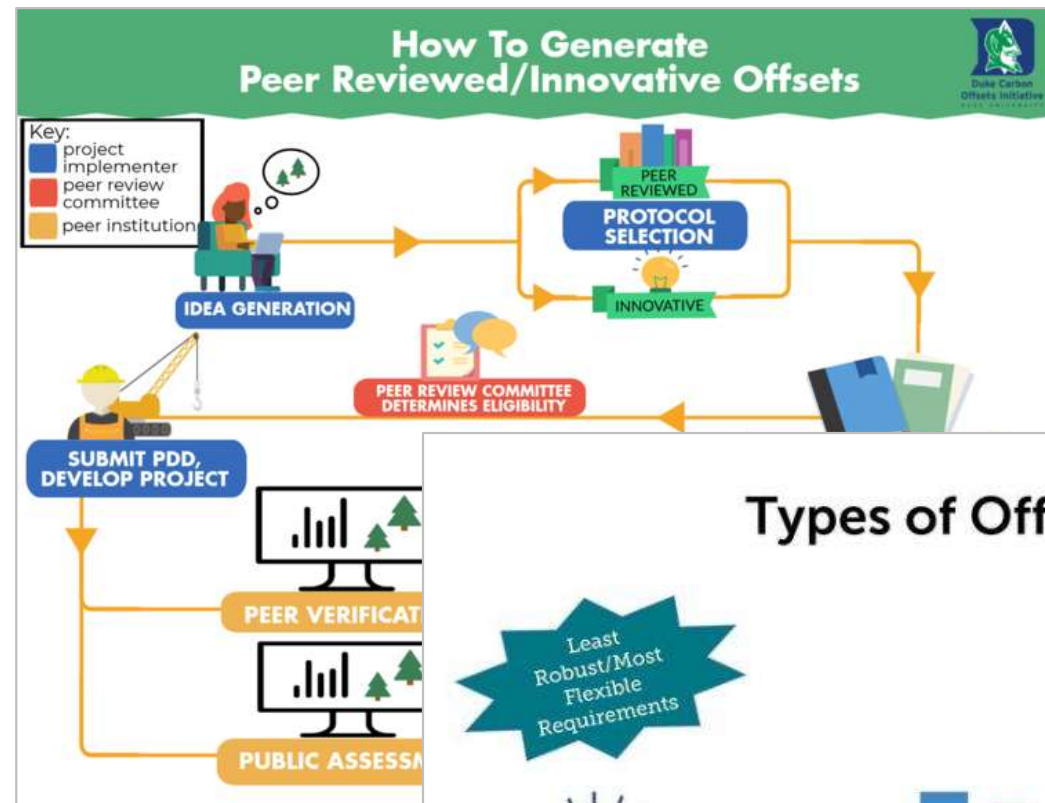 How To Generate
Peer Reviewed/Innovative Offsets
Duke Carbon
Offsets Initiative
DUKE UNIVERSITY
Key:
project
implementer
peer review
committee
peer institution
PEER
REVIEWED
PROTOCOL
SELECTION
INNOVATIVE
IDEA GENERATION
PEER REVIEW COMMITTEE
DETERMINES ELIGIBILITY
SUBMIT PDD,
DEVELOP PROJECT
PEER VERIFICAT
PUBLIC ASSESSM
Types of Off
Least
Robust/Most
Flexible
Requirements